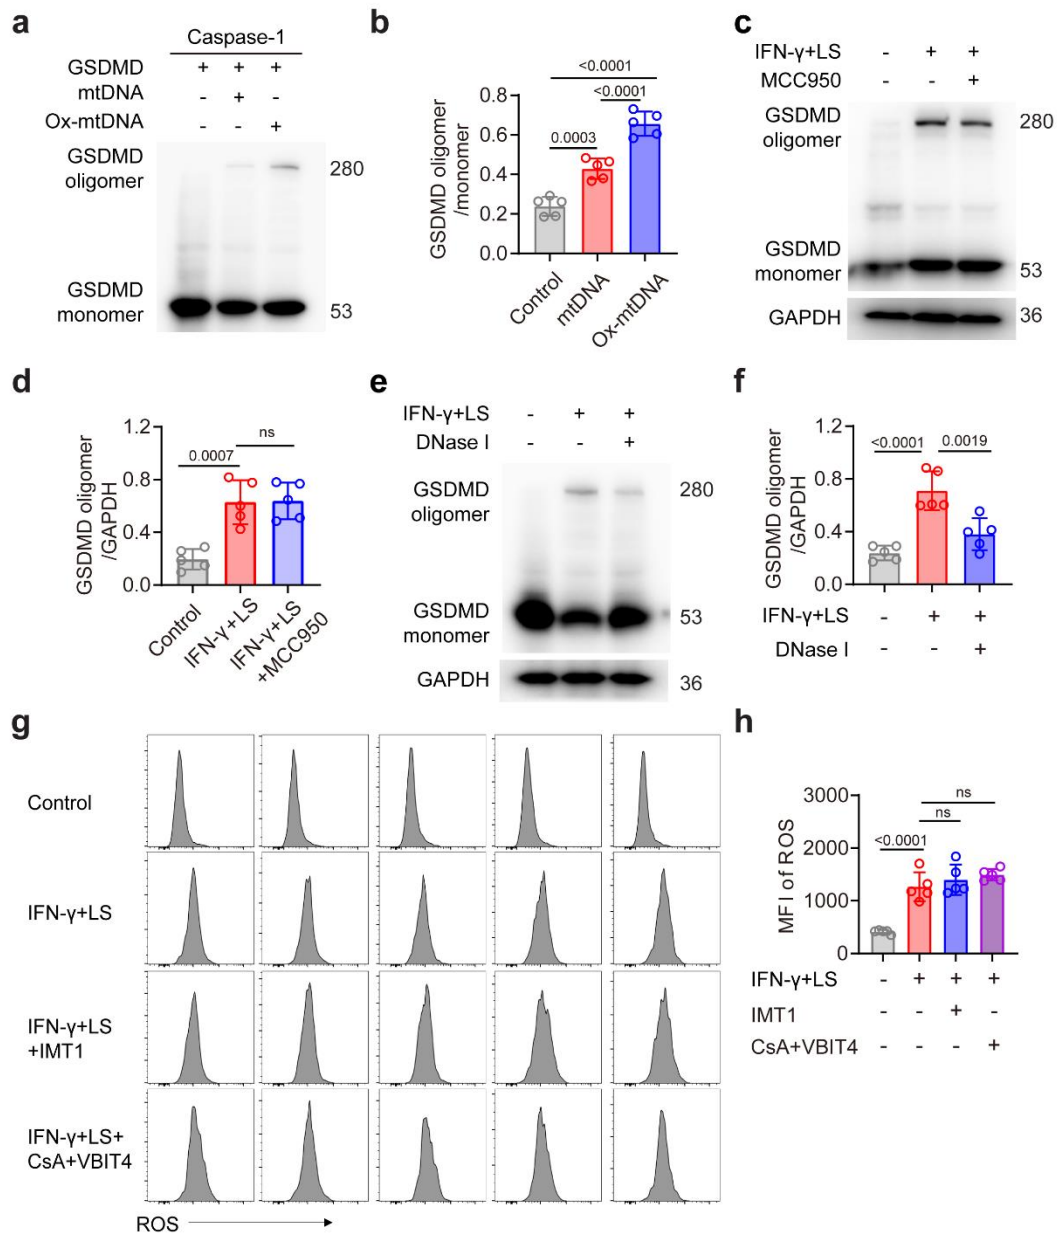 a
Caspase-1
GSDMD + + +
mtDNA - + -
Ox-mtDNA - - +
GSDMD
oligomer
280
GSDMD
monomer
53
b
GSDMD oligomer
/monomer
0.8
0.6
0.4
0.2
0.0
<0.0001
<0.0001
0.0003
Control
mtDNA
Ox-mtDNA
c
IFN-γ+LS - + +
MCC950 - - +
GSDMD
oligomer
280
GSDMD
monomer
53
GAPDH
36
d
GSDMD oligomer
/GAPDH
1.2
0.8
0.4
0.0
0.0007
ns
Control
IFN-γ+LS
IFN-γ+LS
+MCC950
e
IFN-γ+LS - + +
DNase I - - +
GSDMD
oligomer
280
GSDMD
monomer
53
GAPDH
36
f
GSDMD oligomer
/GAPDH
1.2
0.8
0.4
0.0
<0.0001
0.0019
IFN-γ+LS - + +
DNase I - - +
g
Control
IFN-γ+LS
IFN-γ+LS
+IMT1
IFN-γ+LS+
CsA+VBIT4
ROS
h
MFI of ROS
3000
2000
1000
0
ns
ns
<0.0001
IFN-γ+LS - + + +
IMT1 - - + -
CsA+VBIT4 - - - +